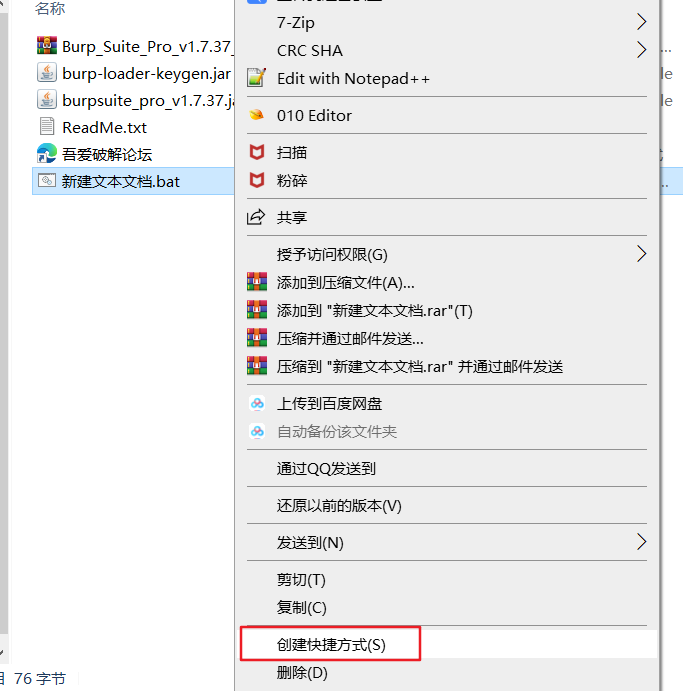 名称
7-Zip
Burp_Suite_Pro_v1.7.37_
CRC SHA
burp-loader-keygen.jar
Edit with Notepad++
burpsuite_pro_v1.7.37.ja
010 Editor
ReadMe.txt
吾爱破解论坛
扫描
新建文本文档.bat
粉碎
共享
授予访问权限(G)
添加到压缩文件(A)...
添加到 "新建文本文档.rar"(T)
压缩并通过邮件发送...
压缩到 "新建文本文档.rar" 并通过邮件发送
上传到百度网盘
自动备份该文件夹
通过QQ发送到
还原以前的版本(V)
发送到(N)
剪切(T)
复制(C)
创建快捷方式(S)
删除(D)
76 字节